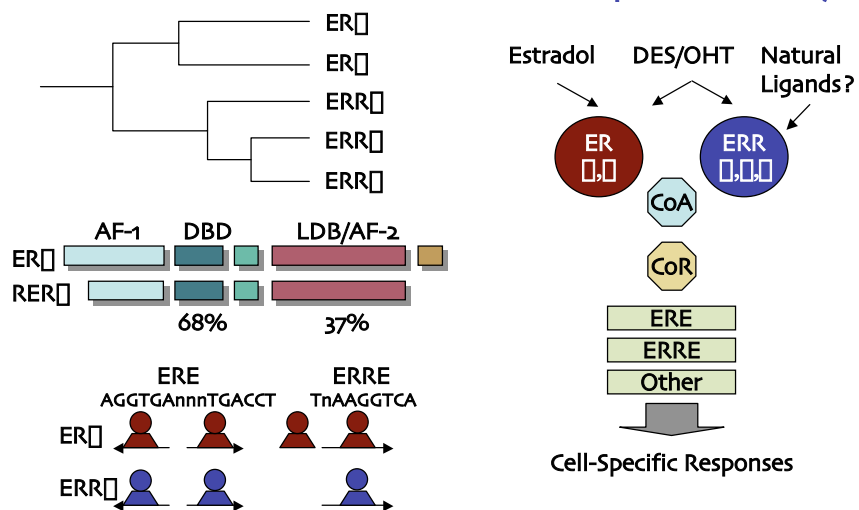 ER▯
ER▯
ERR▯
ERR▯
ERR▯
AF-1 DBD LDB/AF-2
ER▯
RER▯
68% 37%
ERE ERRE
AGGTGAnnnTGACCT TnAAGGTCA
ER▯
ERR▯
Estradol DES/OHT Natural
Ligands?
ER
▯,▯
ERR
▯,▯,▯
CoA
CoR
ERE
ERRE
Other
Cell-Specific Responses